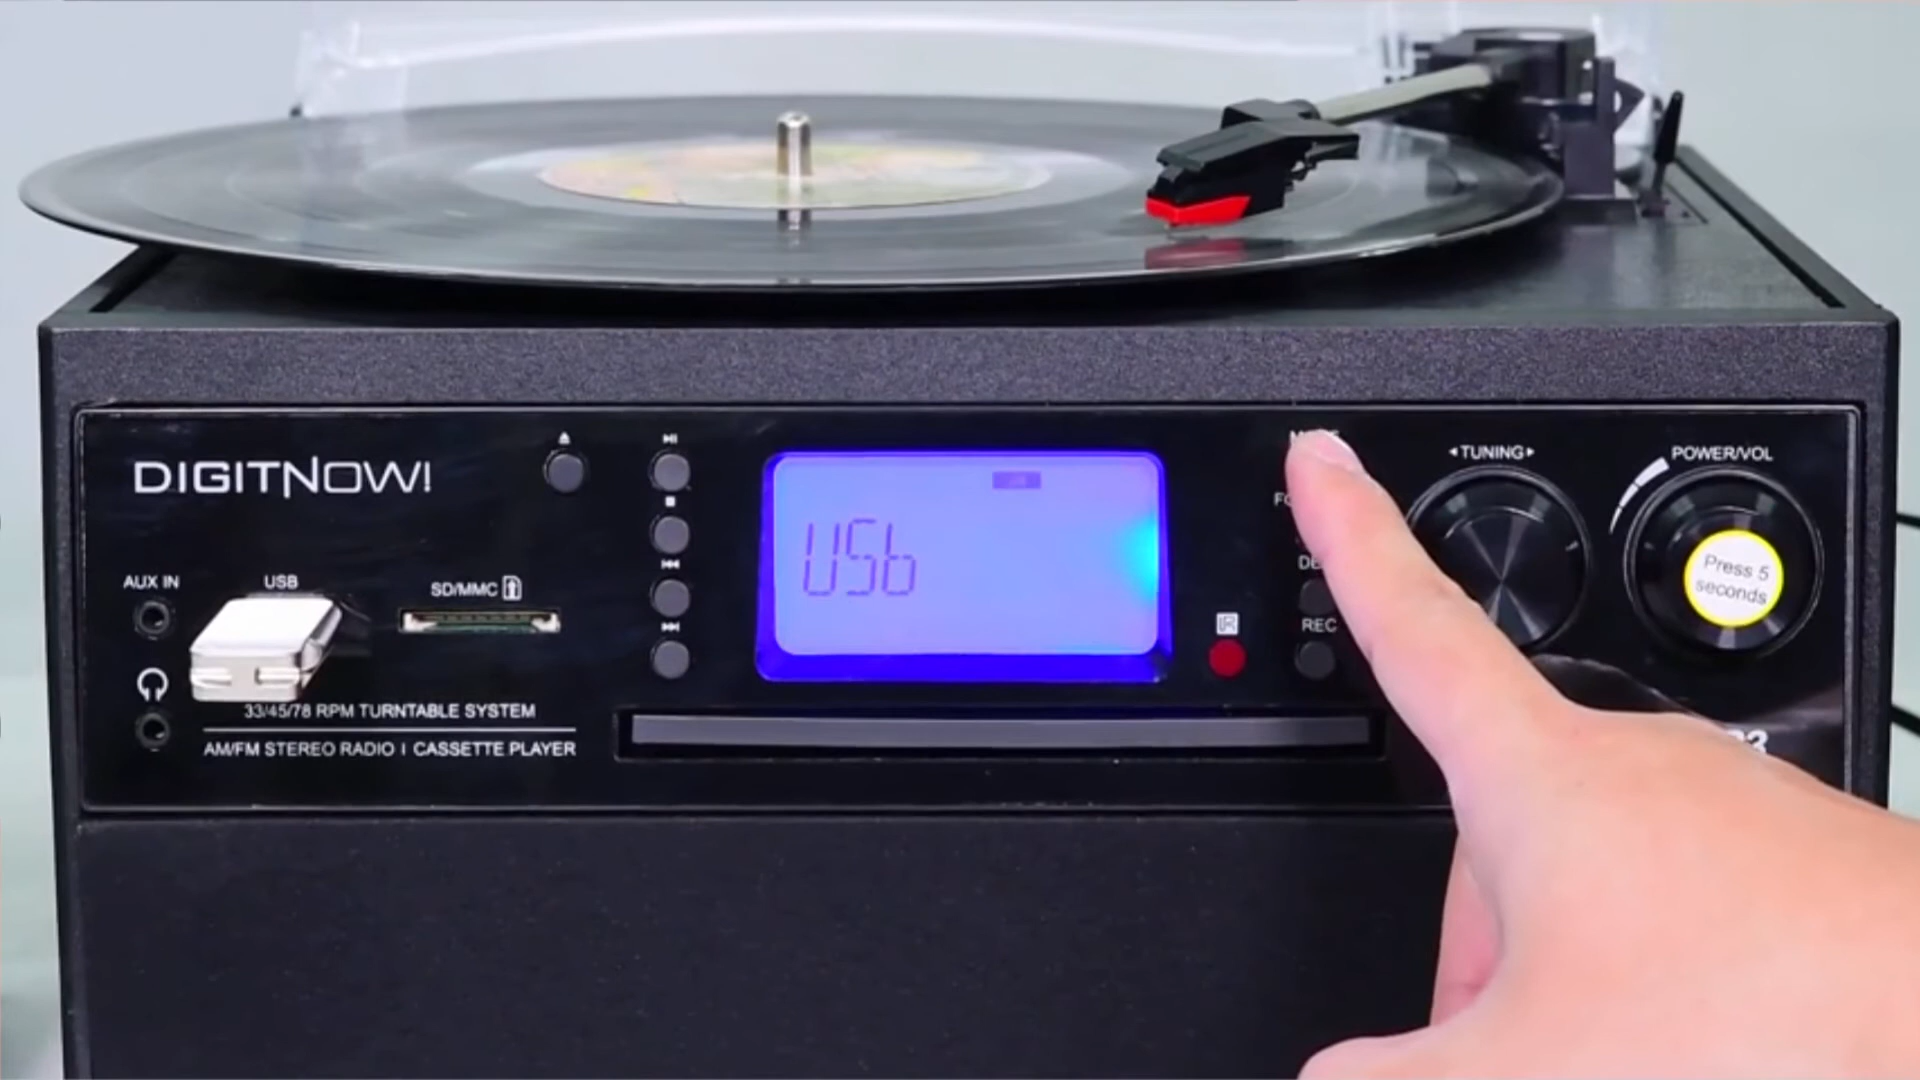 DIGITNOW!
AUX IN
USB
SD/MMC
33/45/78 RPM TURNTABLE SYSTEM
AM/FM STEREO RADIO I CASSETTE PLAYER
USb
IR
REC
TUNING
POWER/VOL
Press 5
seconds